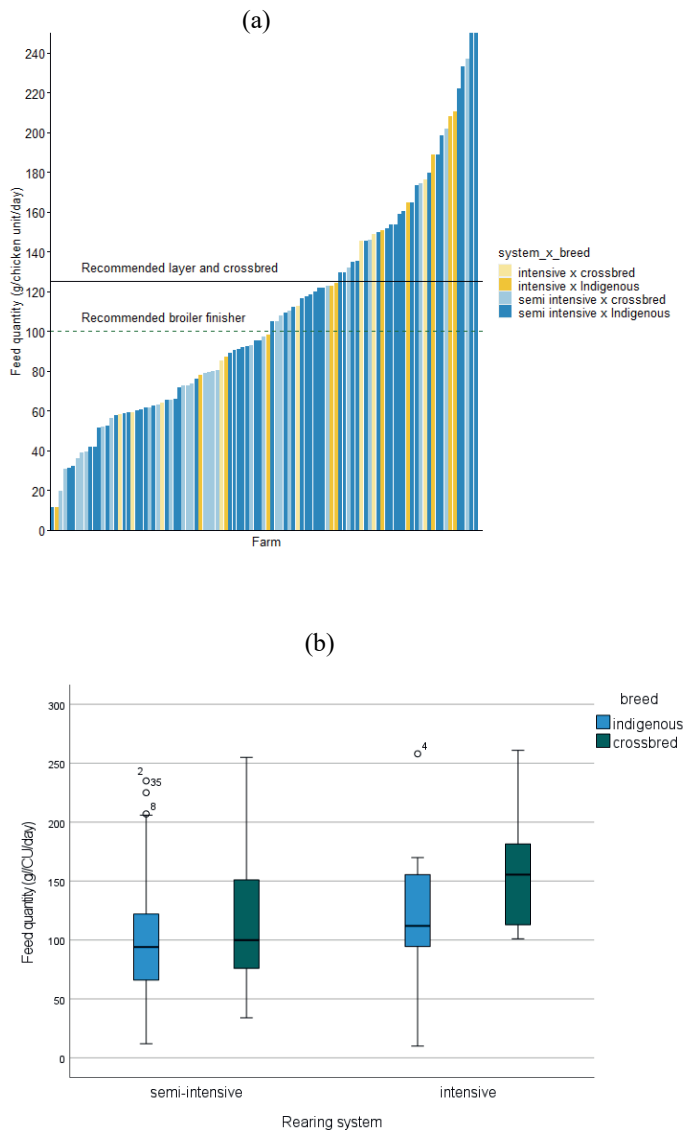 (a)
240
220
200
180
160
140
120
100
80
60
40
20
0
Feed quantity (g/chicken unit/day)
Recommended layer and crossbred
Recommended broiler finisher
Farm
system_x_breed
intensive x crossbred
intensive x Indigenous
semi intensive x crossbred
semi intensive x Indigenous
(b)
300
250
200
150
100
50
0
Feed quantity (g//CU/day)
2
35
8
4
semi-intensive
intensive
Rearing system
breed
indigenous
crossbred